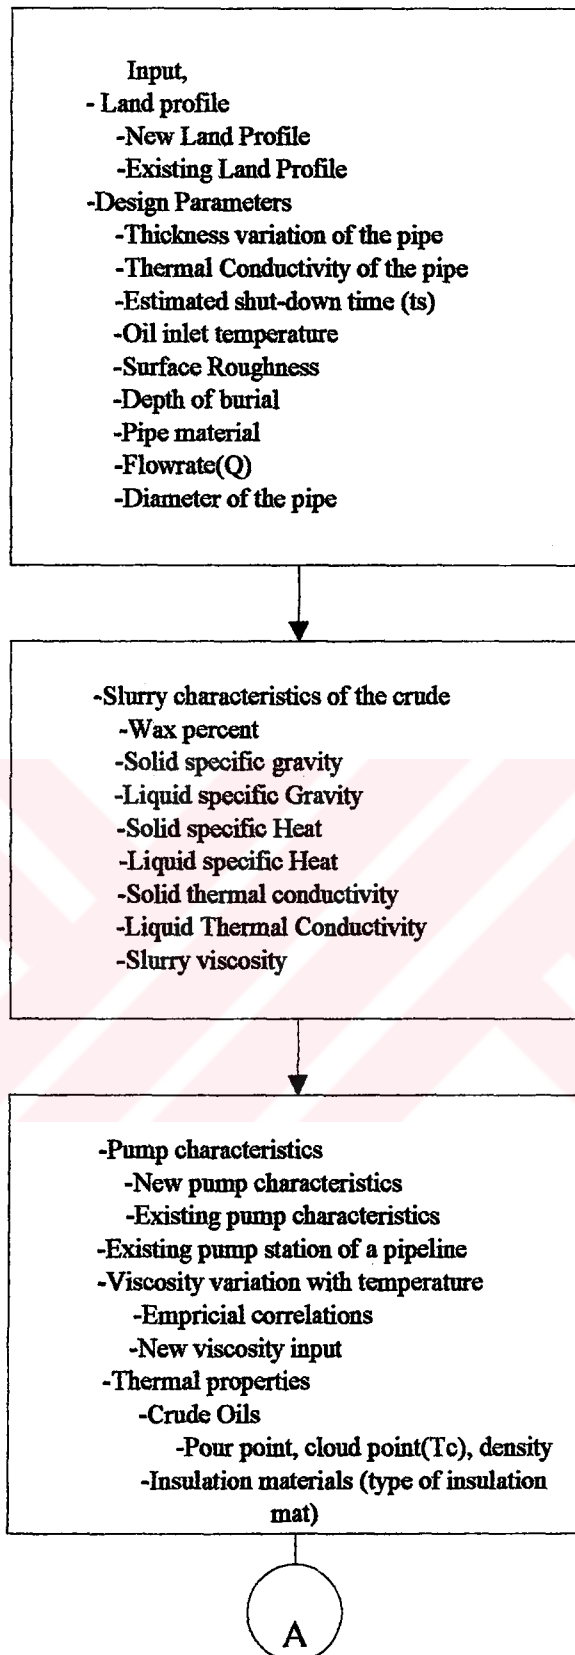 Input,
- Land profile
-New Land Profile
-Existing Land Profile
-Design Parameters
-Thickness variation of the pipe
-Thermal Conductivity of the pipe
-Estimated shut-down time (ts)
-Oil inlet temperature
-Surface Roughness
-Depth of burial
-Pipe material
-Flowrate(Q)
-Diameter of the pipe
-Slurry characteristics of the crude
-Wax percent
-Solid specific gravity
-Liquid specific Gravity
-Solid specific Heat
-Liquid specific Heat
-Solid thermal conductivity
-Liquid Thermal Conductivity
-Slurry viscosity
-Pump characteristics
-New pump characteristics
-Existing pump characteristics
-Existing pump station of a pipeline
-Viscosity variation with temperature
-Empricial correlations
-New viscosity input
-Thermal properties
-Crude Oils
-Pour point, cloud point(Tc), density
-Insulation materials (type of insulation
mat)
A